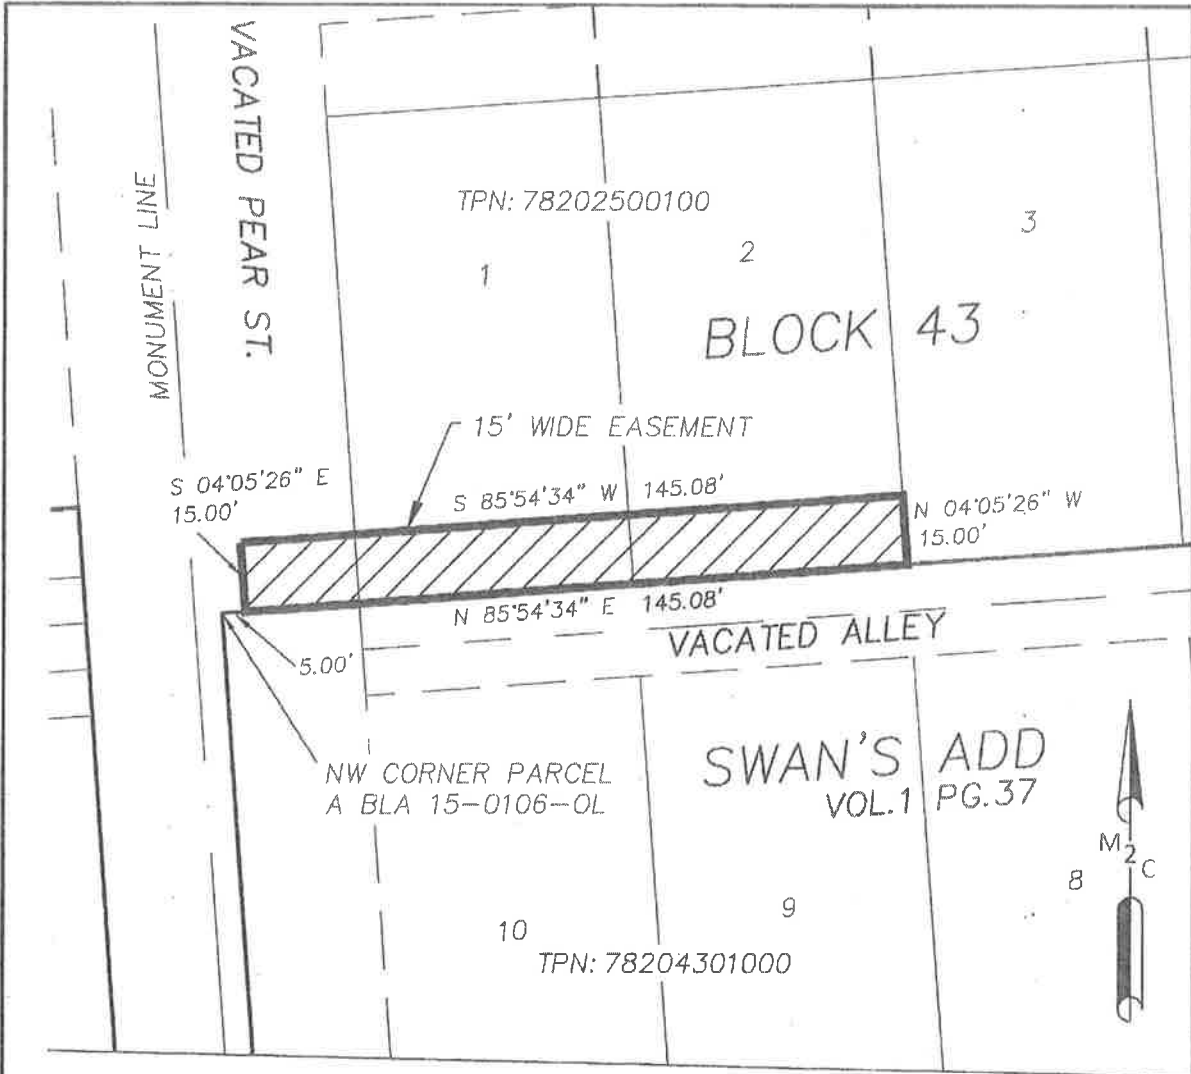 VACATED PEAR ST.
MONUMENT LINE
TPN: 78202500100
1
2
3
BLOCK 43
15' WIDE EASEMENT
S 04°05'26" E
15.00'
S 85°54'34" W 145.08'
N 04°05'26" W
15.00'
N 85°54'34" E 145.08'
VACATED ALLEY
5.00'
NW CORNER PARCEL
A BLA 15-0106-OL
SWAN'S ADD
VOL.1 PG.37
M2C
8
9
10
TPN: 78204301000